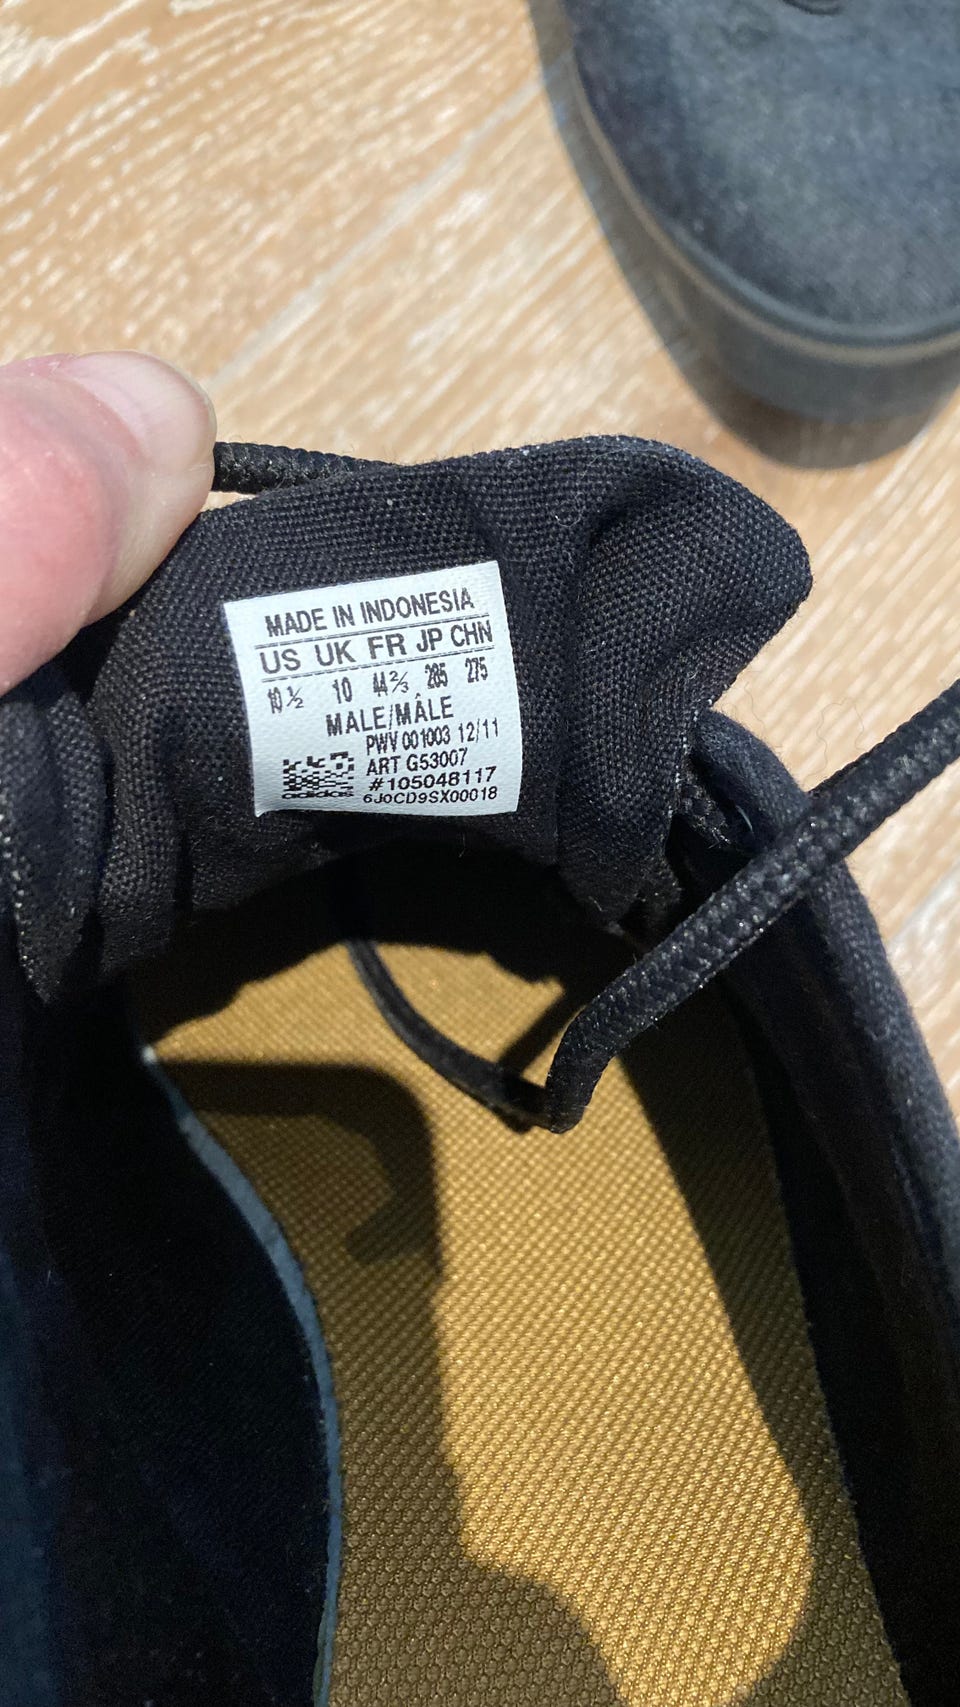 MADE IN INDONESIA
US UK FR JP CHN
10½ 10 44⅔ 285 275
MALE/MÂLE
PWV 001003 12/11
ART G53007
#105048117
adidas 6J0CD9SX00018